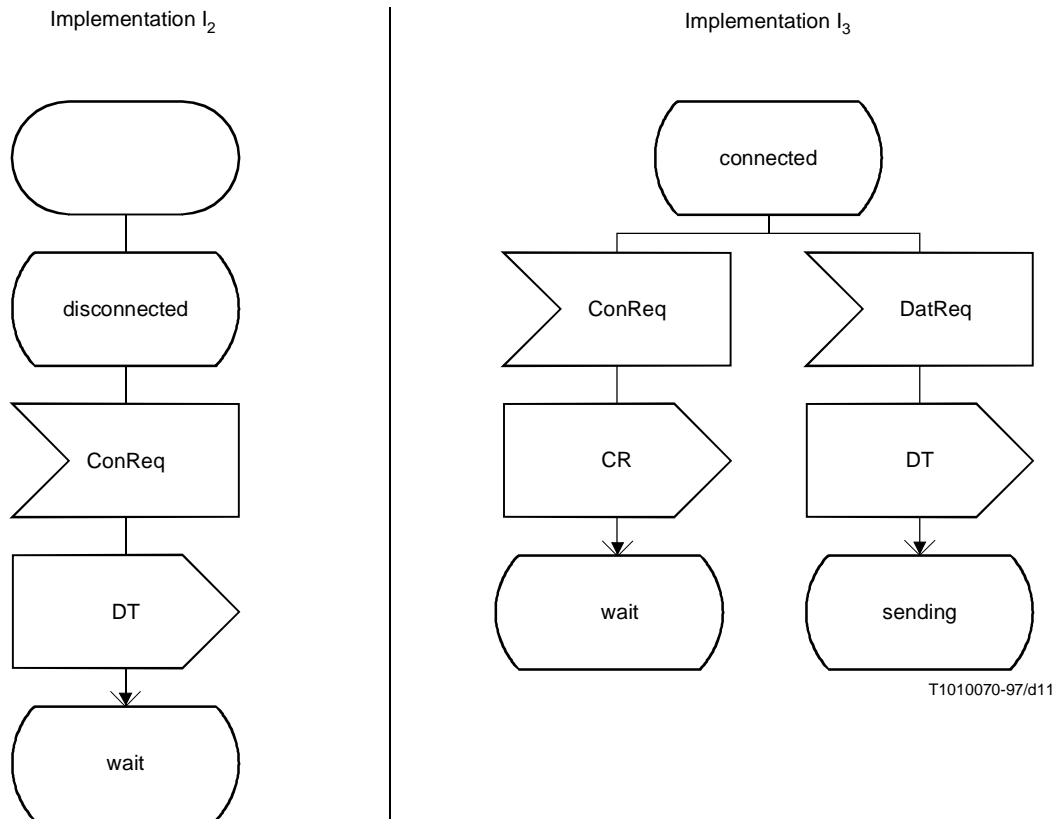 Implementation I2
disconnected
ConReq
DT
wait
Implementation I3
connected
ConReq
DatReq
CR
DT
wait
sending
T1010070-97/d11